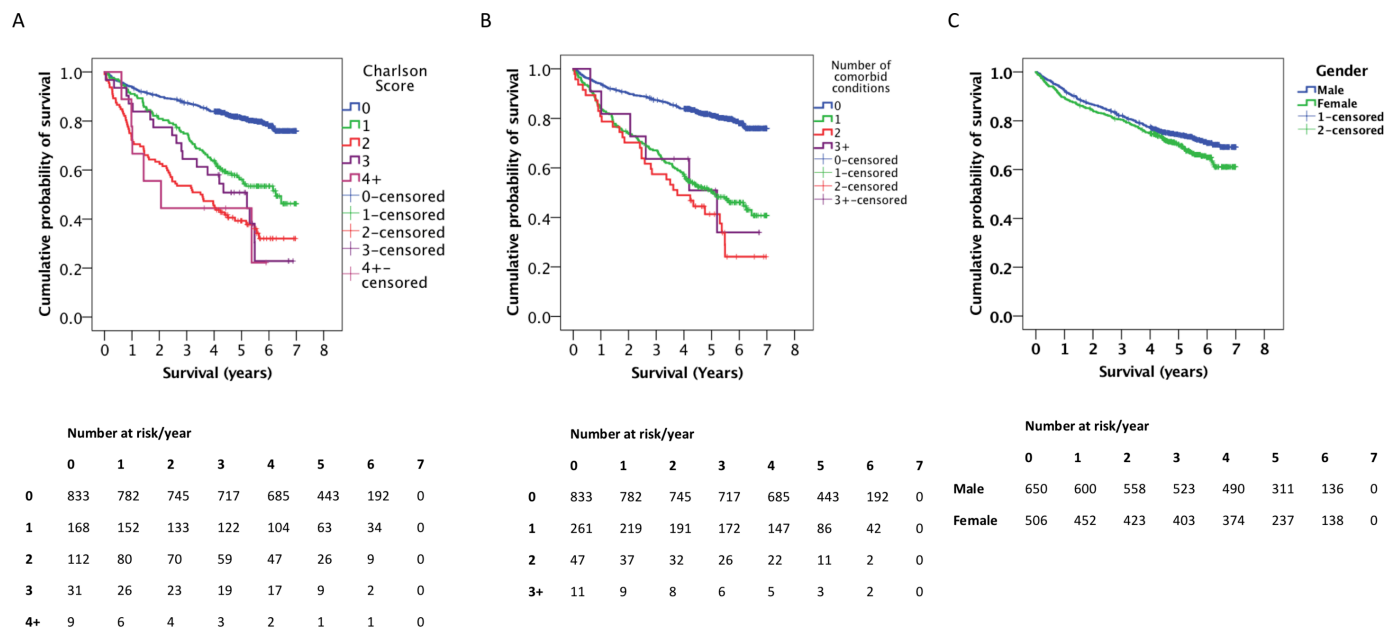 A
B
C
Cumulative probability of survival
1.0
0.8
0.6
0.4
0.2
0.0
0 1 2 3 4 5 6 7 8
Survival (years)
Charlson
Score
0
1
2
3
4+
0-censored
1-censored
2-censored
3-censored
4+-
censored
Number at risk/year
0 1 2 3 4 5 6 7
0 833 782 745 717 685 443 192 0
1 168 152 133 122 104 63 34 0
2 112 80 70 59 47 26 9 0
3 31 26 23 19 17 9 2 0
4+ 9 6 4 3 2 1 1 0
Cumulative probability of survival
1.0
0.8
0.6
0.4
0.2
0.0
0 1 2 3 4 5 6 7 8
Survival (Years)
Number of
comorbid
conditions
0
1
2
3+
0-censored
1-censored
2-censored
3+-censored
Number at risk/year
0 1 2 3 4 5 6 7
0 833 782 745 717 685 443 192 0
1 261 219 191 172 147 86 42 0
2 47 37 32 26 22 11 2 0
3+ 11 9 8 6 5 3 2 0
Cumulative probability of survival
1.0
0.8
0.6
0.4
0.2
0.0
0 1 2 3 4 5 6 7 8
Survival (years)
Gender
Male
Female
1-censored
2-censored
Number at risk/year
0 1 2 3 4 5 6 7
Male 650 600 558 523 490 311 136 0
Female 506 452 423 403 374 237 138 0